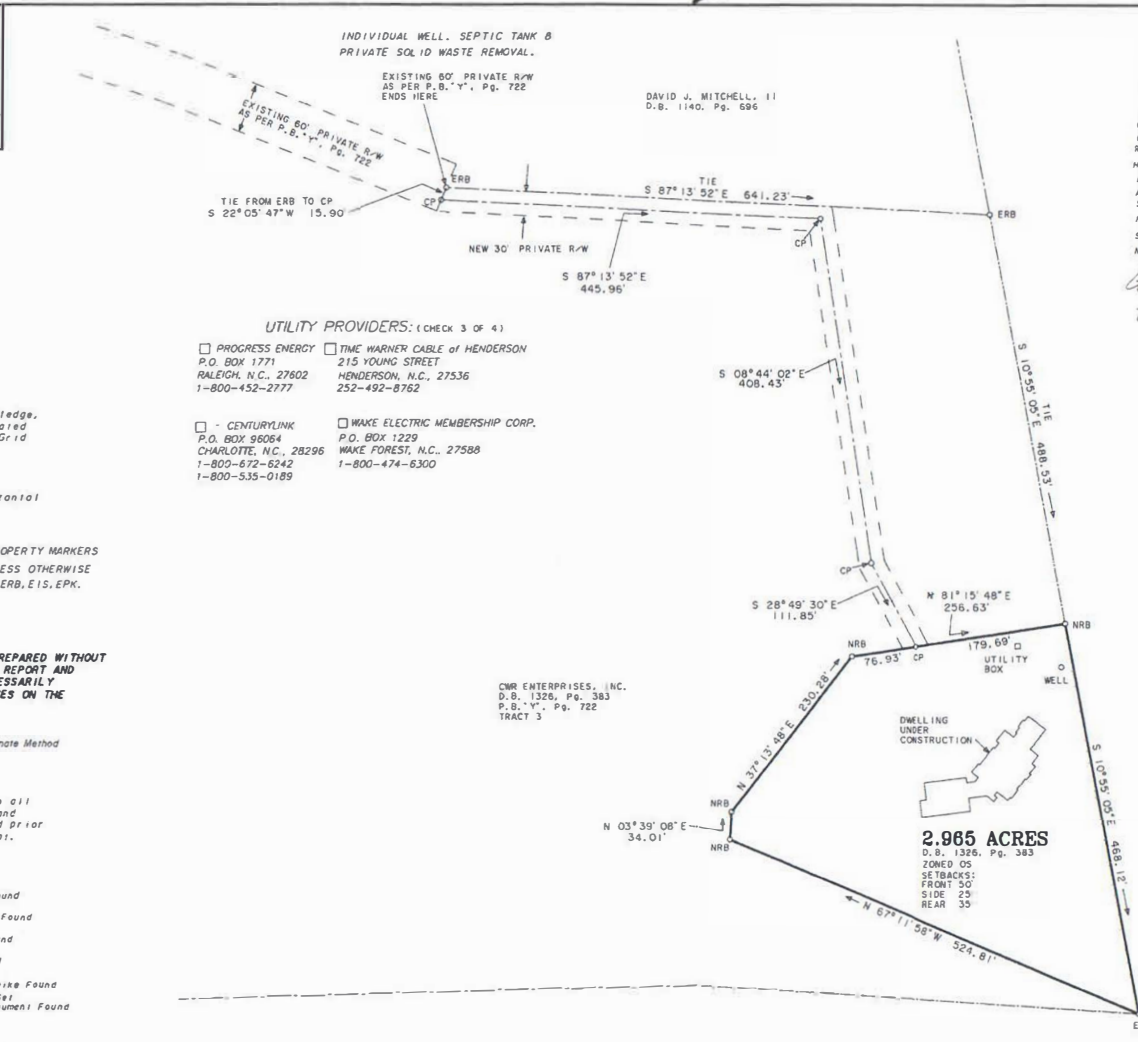 INDIVIDUAL WELL. SEPTIC TANK &
PRIVATE SOLID WASTE REMOVAL.
EXISTING 60' PRIVATE R/W
AS PER P.B."Y", Pg. 722
ENDS HERE
DAVID J. MITCHELL, II
D.B. 1140, Pg. 696
EXISTING 60' PRIVATE R/W
AS PER P.B."Y", Pg. 722
ERB
TIE FROM ERB TO CP
S 22° 05' 47" W 15.90'
CP
TIE
S 87° 13' 52" E 641.23'
ERB
CP
NEW 30' PRIVATE R/W
S 87° 13' 52" E
445.96'
UTILITY PROVIDERS: (CHECK 3 OF 4)
PROGRESS ENERGY
P.O. BOX 1771
RALEIGH, N.C., 27602
1-800-452-2777
TIME WARNER CABLE of HENDERSON
215 YOUNG STREET
HENDERSON, N.C., 27536
252-492-8762
- CENTURYLINK
P.O. BOX 96064
CHARLOTTE, N.C., 28296
1-800-672-6242
1-800-535-0189
WAKE ELECTRIC MEMBERSHIP CORP.
P.O. BOX 1229
WAKE FOREST, N.C.. 27588
1-800-474-6300
S 08° 44' 02" E
408.43'
TIE
S 10° 55' 05" E 488.53'
CP
S 28° 49' 30" E
111.85'
N 81° 15' 48" E
256.63'
NRB
NRB
76.93'
CP
179.69'
UTILITY
BOX
WELL
CWR ENTERPRISES, INC.
D.B. 1326, Pg. 383
P.B."Y", Pg. 722
TRACT 3
N 37° 13' 48" E 230.28'
DWELLING
UNDER
CONSTRUCTION
NRB
N 03° 39' 08" E
34.01'
NRB
2.965 ACRES
D.B. 1326, Pg. 383
ZONED OS
SETBACKS:
FRONT 50'
SIDE 25'
REAR 35'
S 10° 55' 05" E 468.12'
N 67° 11' 58" W 524.81'
E
Grid
OPERTY MARKERS
ESS OTHERWISE
ERB, EIS, EPK.
REPARED WITHOUT
REPORT AND
ESSARILY
ES ON THE
nate Method
all
and
d prior
Found
ike Found
Set
ument Found